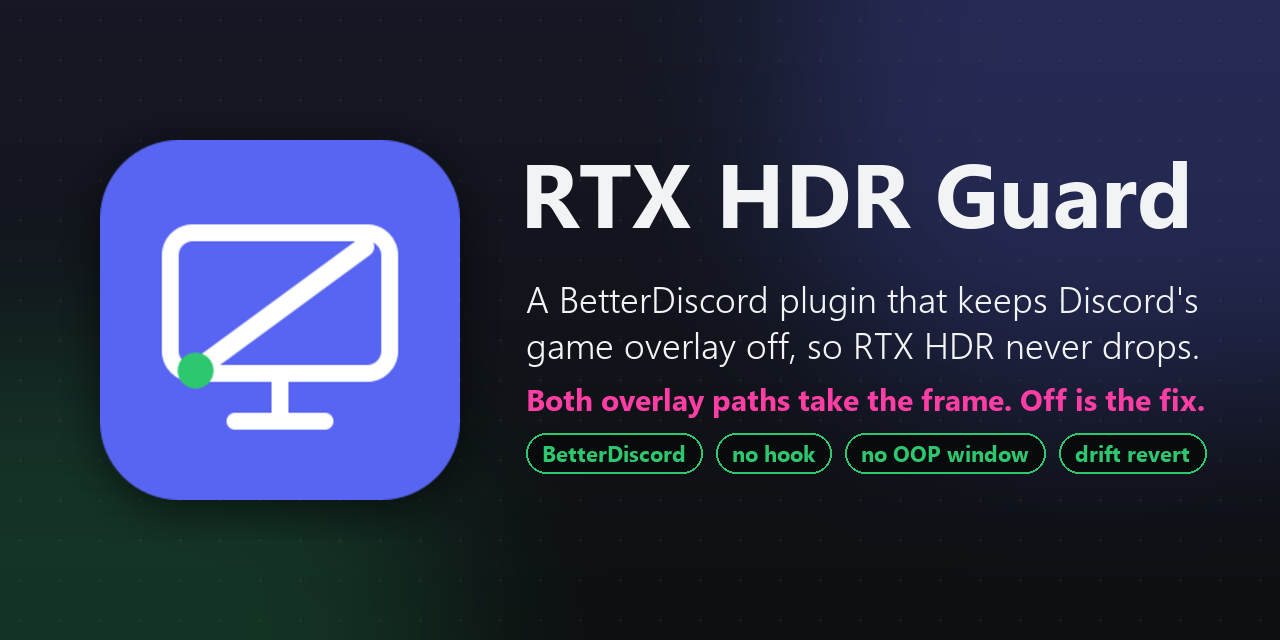 RTX HDR Guard
A BetterDiscord plugin that keeps Discord's
game overlay off, so RTX HDR never drops.
Both overlay paths take the frame. Off is the fix.
BetterDiscord
no hook
no OOP window
drift revert